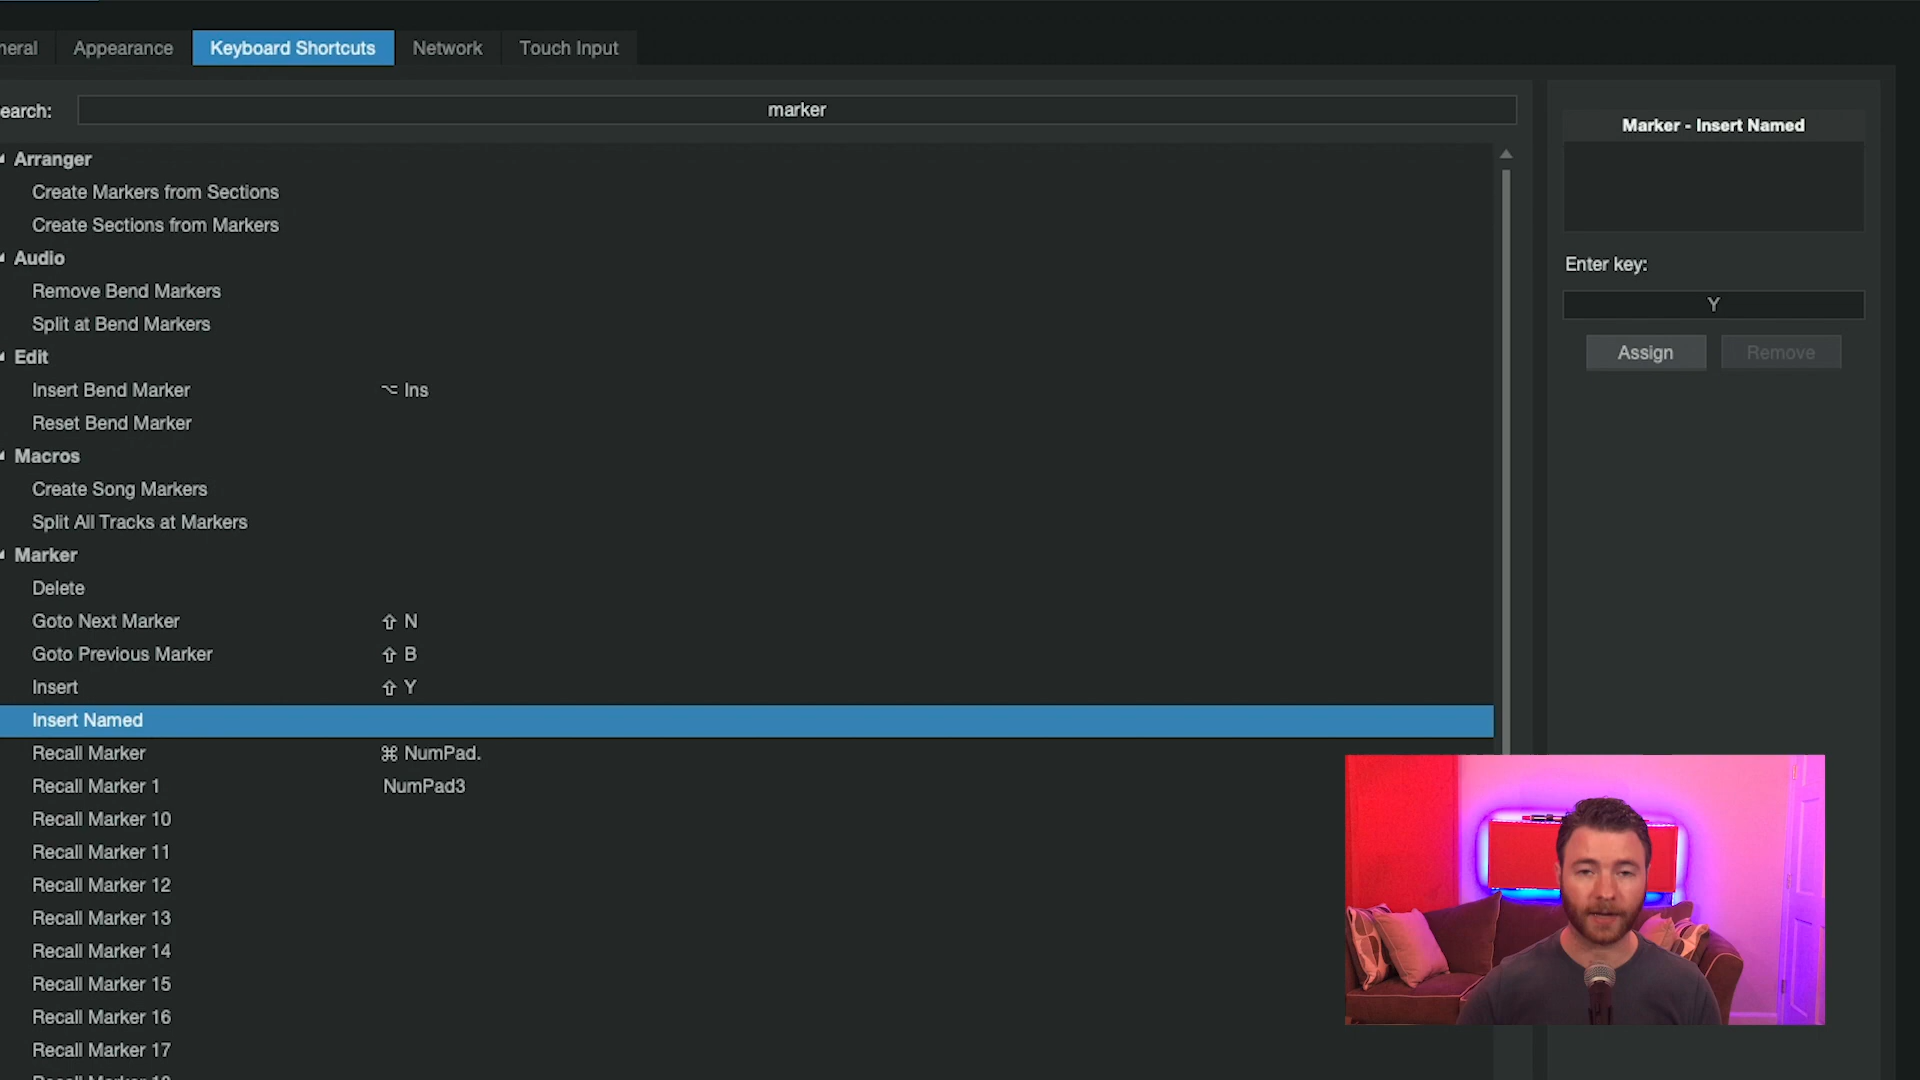 neral Appearance Keyboard Shortcuts Network Touch Input
earch: marker
Arranger
Create Markers from Sections
Create Sections from Markers
Audio
Remove Bend Markers
Split at Bend Markers
Edit
Insert Bend Marker ⌥ Ins
Reset Bend Marker
Macros
Create Song Markers
Split All Tracks at Markers
Marker
Delete
Goto Next Marker ⇧ N
Goto Previous Marker ⇧ B
Insert ⇧ Y
Insert Named
Recall Marker ⌘ NumPad.
Recall Marker 1 NumPad3
Recall Marker 10
Recall Marker 11
Recall Marker 12
Recall Marker 13
Recall Marker 14
Recall Marker 15
Recall Marker 16
Recall Marker 17
Marker - Insert Named
Enter key:
Y
Assign Remove